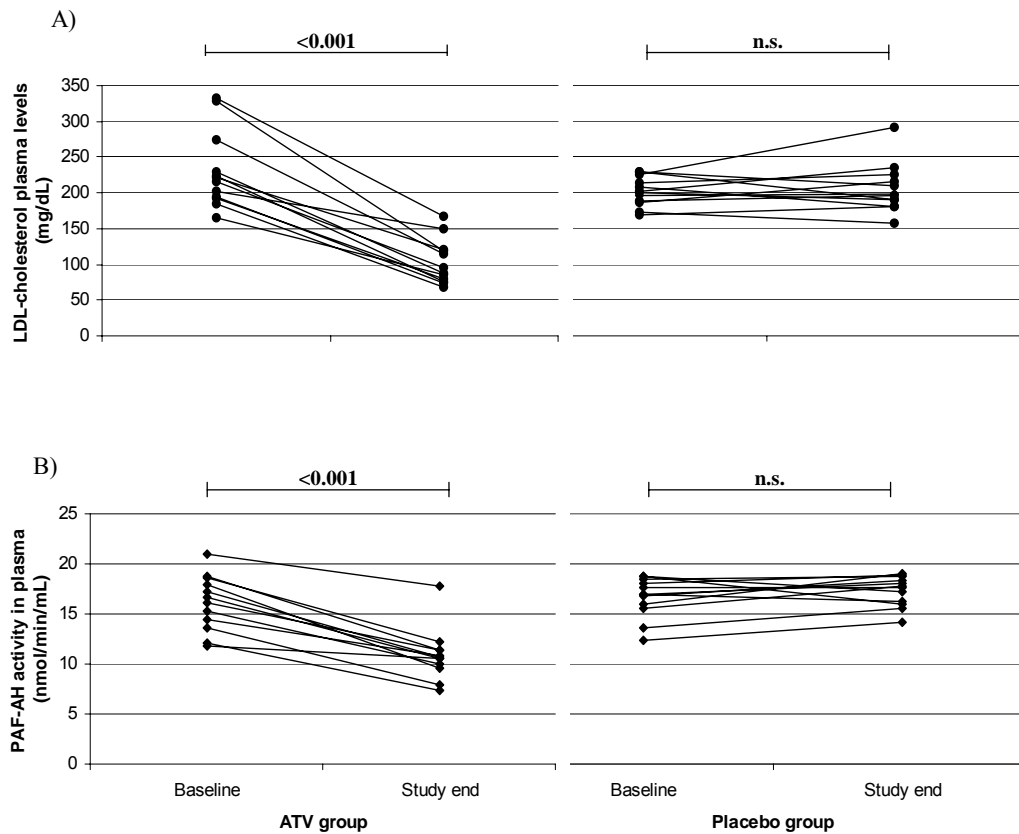 A)
<0.001
n.s.
LDL-cholesterol plasma levels
(mg/dL)
350
300
250
200
150
100
50
0
B)
<0.001
n.s.
PAF-AH activity in plasma
(nmol/min/mL)
25
20
15
10
5
0
Baseline
Study end
Baseline
Study end
ATV group
Placebo group